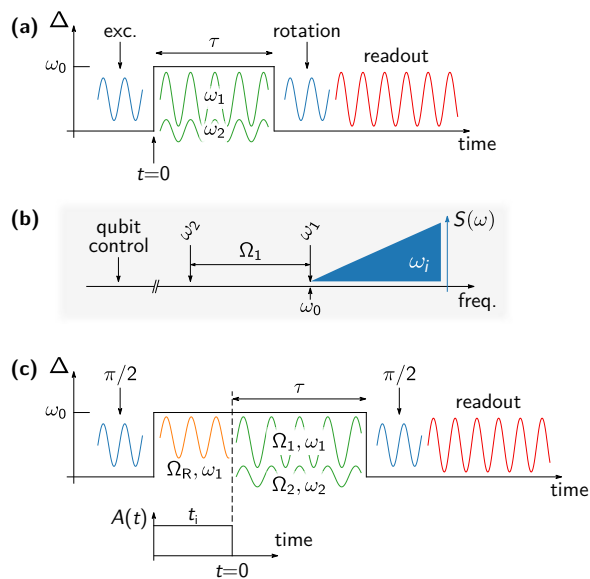 (a)
Δ
exc.
τ
rotation
readout
ω₀
ω₁
ω₂
time
t=0
(b)
qubit
control
ω₂
ω₁
S(ω)
Ω₁
ωᵢ
ω₀
freq.
(c)
Δ
π/2
τ
π/2
readout
ω₀
Ω₁, ω₁
Ω_R, ω₁
Ω₂, ω₂
time
A(t)
tᵢ
time
t=0